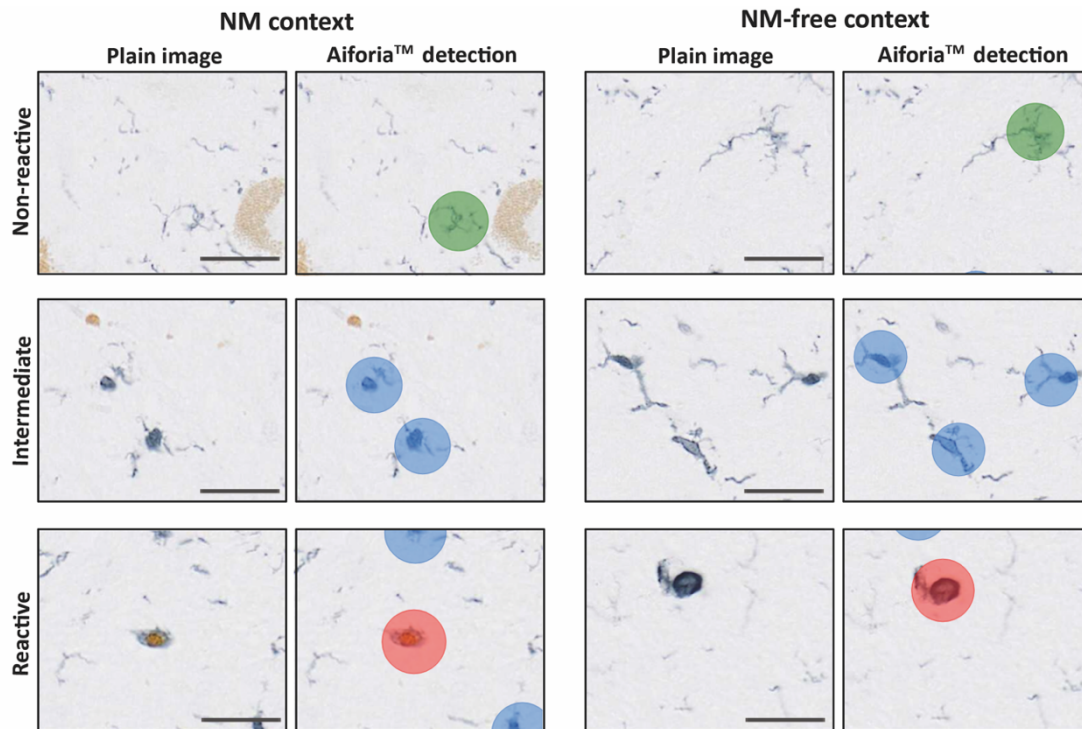 NM context
NM-free context
Plain image
Aiforia™ detection
Plain image
Aiforia™ detection
Non-reactive
Intermediate
Reactive